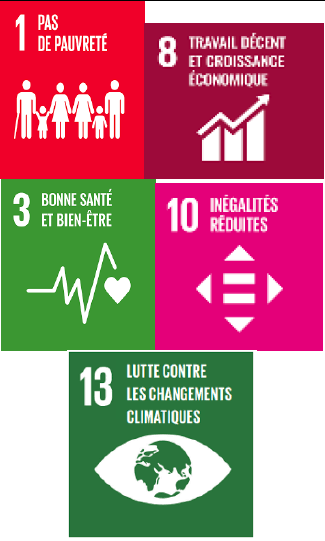 1 PAS
DE PAUVRETÉ
8 TRAVAIL DÉCENT
ET CROISSANCE
ÉCONOMIQUE
3 BONNE SANTÉ
ET BIEN-ÊTRE
10 INÉGALITÉS
RÉDUITES
13 LUTTE CONTRE
LES CHANGEMENTS
CLIMATIQUES